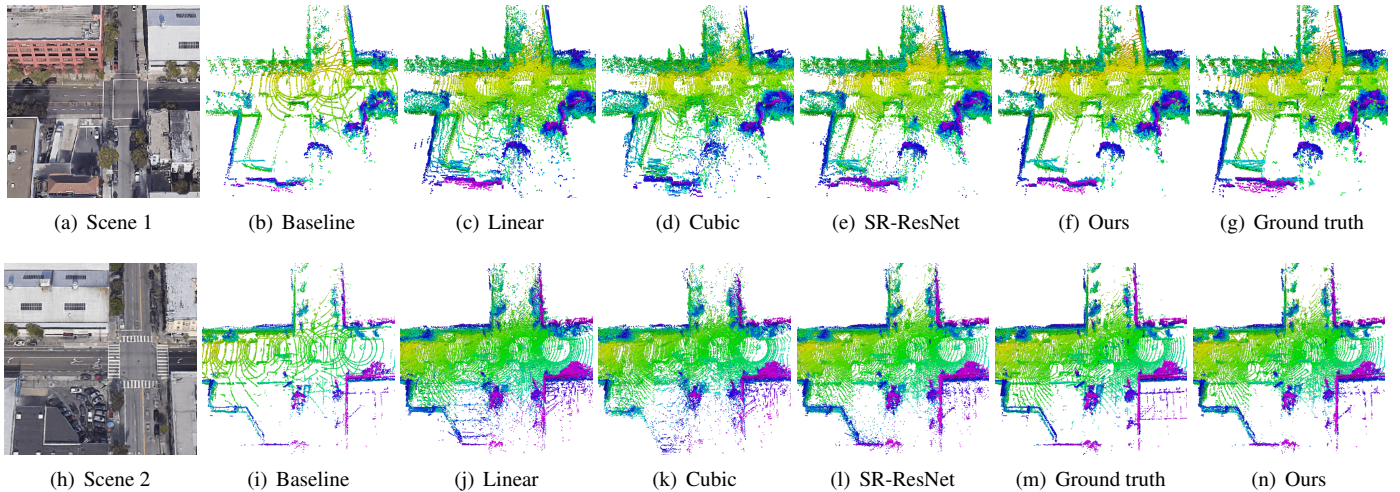 (a) Scene 1 (b) Baseline (c) Linear (d) Cubic (e) SR-ResNet (f) Ours (g) Ground truth
(h) Scene 2 (i) Baseline (j) Linear (k) Cubic (l) SR-ResNet (m) Ground truth (n) Ours